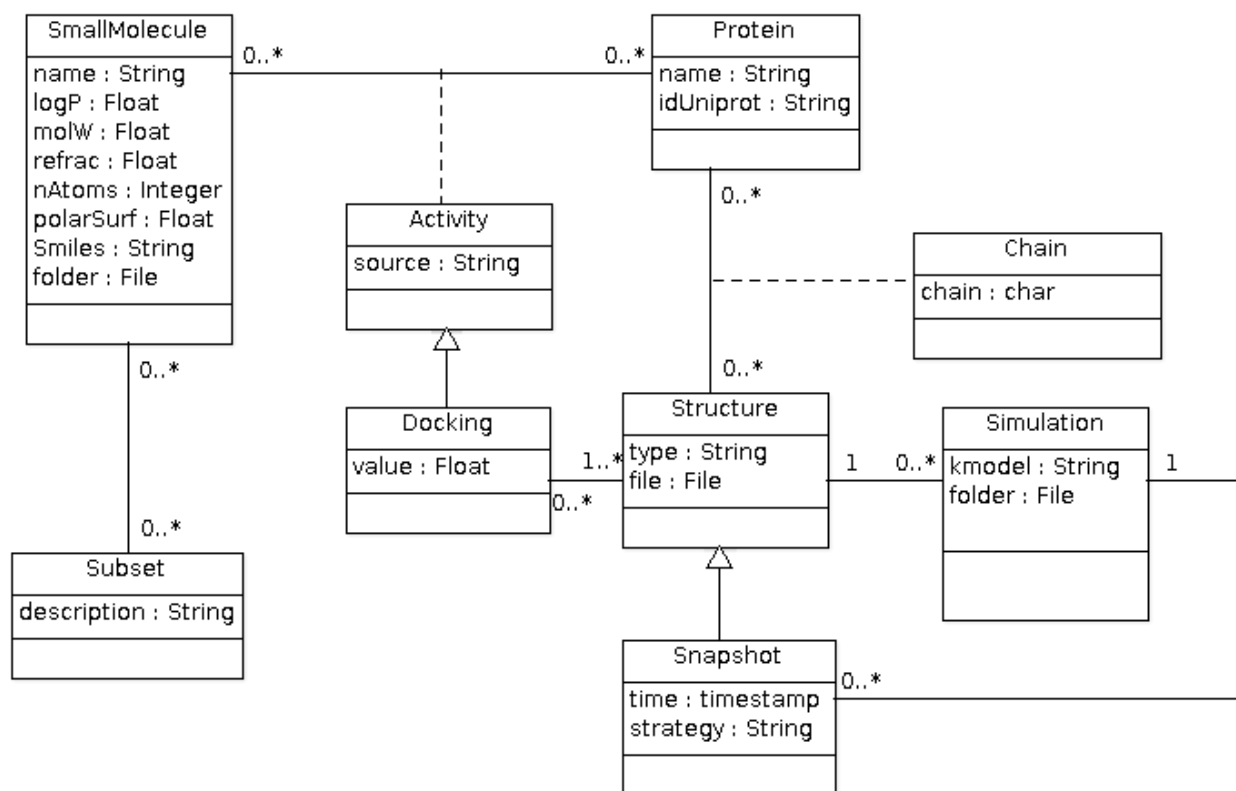 SmallMolecule
name : String
logP : Float
molW : Float
refrac : Float
nAtoms : Integer
polarSurf : Float
Smiles : String
folder : File
0..*
0..*
Protein
name : String
idUniprot : String
0..*
Activity
source : String
Chain
chain : char
0..*
0..*
Docking
value : Float
1..*
0..*
Structure
type : String
file : File
1
0..*
Simulation
kmodel : String
folder : File
1
0..*
Subset
description : String
Snapshot
time : timestamp
strategy : String
0..*